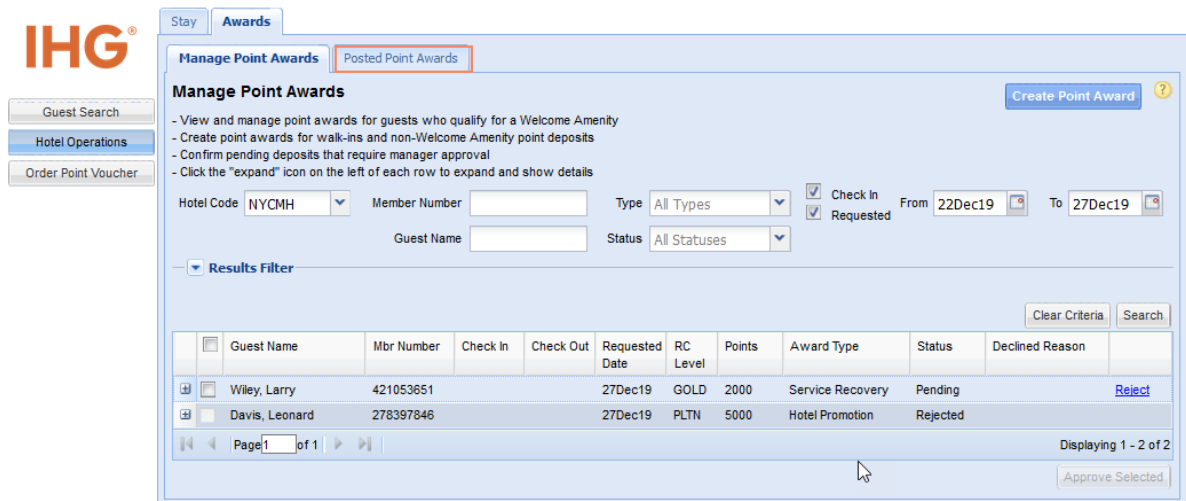 IHG®
Stay Awards
Manage Point Awards Posted Point Awards
Manage Point Awards
Create Point Award ?
Guest Search
Hotel Operations
Order Point Voucher
- View and manage point awards for guests who qualify for a Welcome Amenity
- Create point awards for walk-ins and non-Welcome Amenity point deposits
- Confirm pending deposits that require manager approval
- Click the "expand" icon on the left of each row to expand and show details
Hotel Code NYCMH Member Number Type All Types Check In From 22Dec19 To 27Dec19
Requested
Guest Name Status All Statuses
Results Filter
Clear Criteria Search
Guest Name Mbr Number Check In Check Out Requested Date RC Level Points Award Type Status Declined Reason
Wiley, Larry 421053651 27Dec19 GOLD 2000 Service Recovery Pending Reject
Davis, Leonard 278397846 27Dec19 PLTN 5000 Hotel Promotion Rejected
Page 1 of 1 Displaying 1 - 2 of 2
Approve Selected